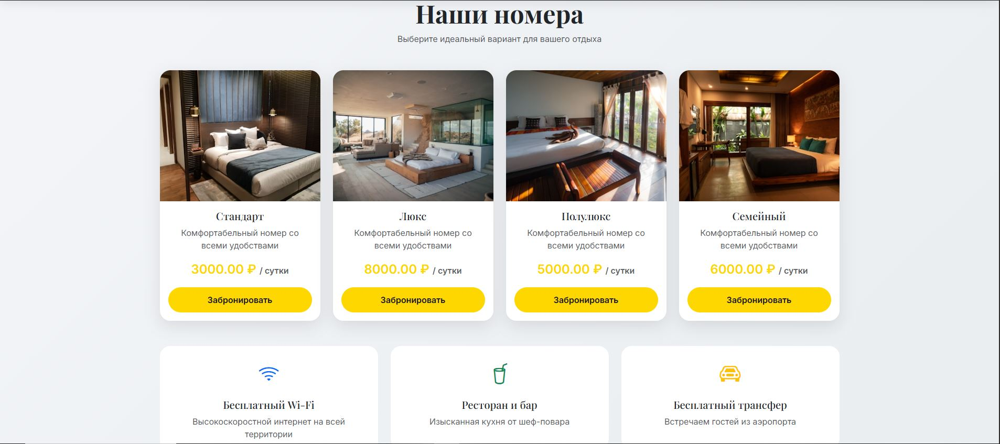 Наши номера
Выберите идеальный вариант для вашего отдыха
Стандарт
Комфортабельный номер со
всеми удобствами
3000.00 ₽ / сутки
Забронировать
Люкс
Комфортабельный номер со
всеми удобствами
8000.00 ₽ / сутки
Забронировать
Полулюкс
Комфортабельный номер со
всеми удобствами
5000.00 ₽ / сутки
Забронировать
Семейный
Комфортабельный номер со
всеми удобствами
6000.00 ₽ / сутки
Забронировать
Бесплатный Wi-Fi
Высокоскоростной интернет на всей
территории
Ресторан и бар
Изысканная кухня от шеф-повара
Бесплатный трансфер
Встречаем гостей из аэропорта